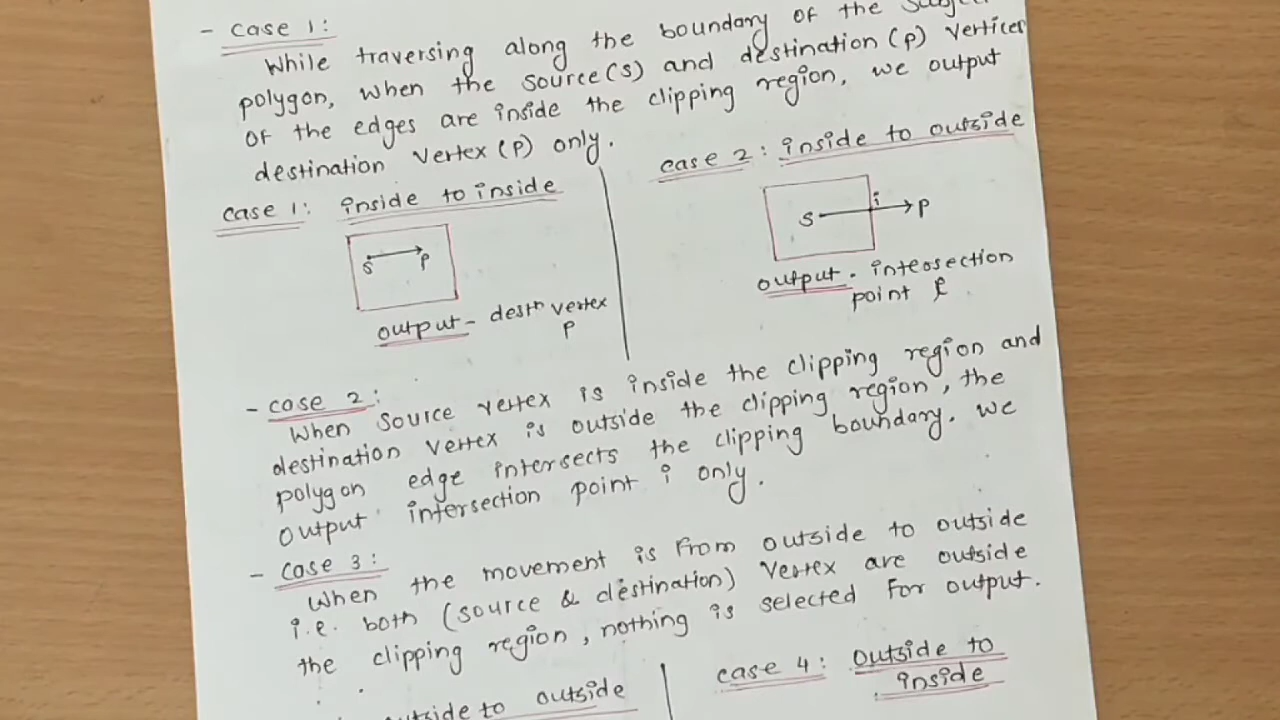 - case 1:
While traversing along the boundary of the
polygon, when the source(s) and destination(p) vertices
of the edges are inside the clipping region, we output
destination vertex(p) only.
case 1: inside to inside
s p
output - destn vertex
p
case 2: inside to outside
s i p
output - intersection
point i
- case 2:
When source vertex is inside the clipping region and
destination vertex is outside the clipping region, the
polygon edge intersects the clipping boundary. We
output intersection point i only.
- case 3:
When the movement is from outside to outside
i.e. both (source & destination) vertex are outside
the clipping region, nothing is selected for output.
to outside
case 4: outside to
inside